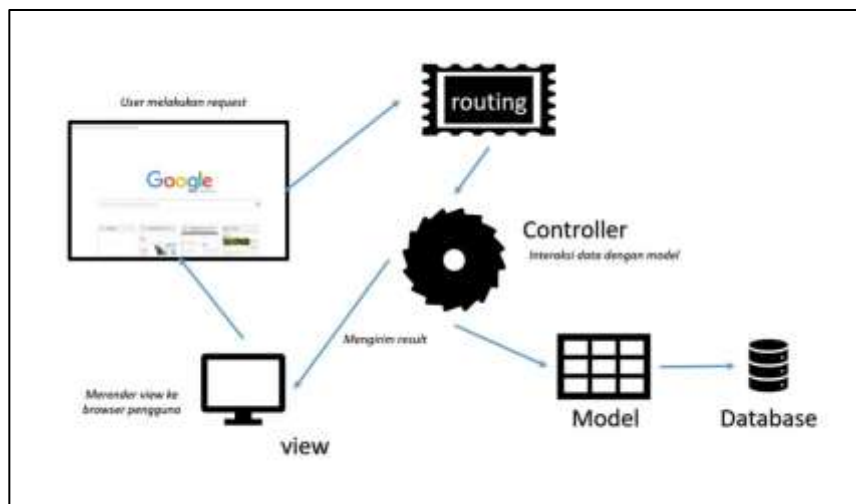 User melakukan request
routing
Google
Controller
Interaksi data dengan model
Mengirim result
Merender view ke
browser pengguna
view
Model
Database